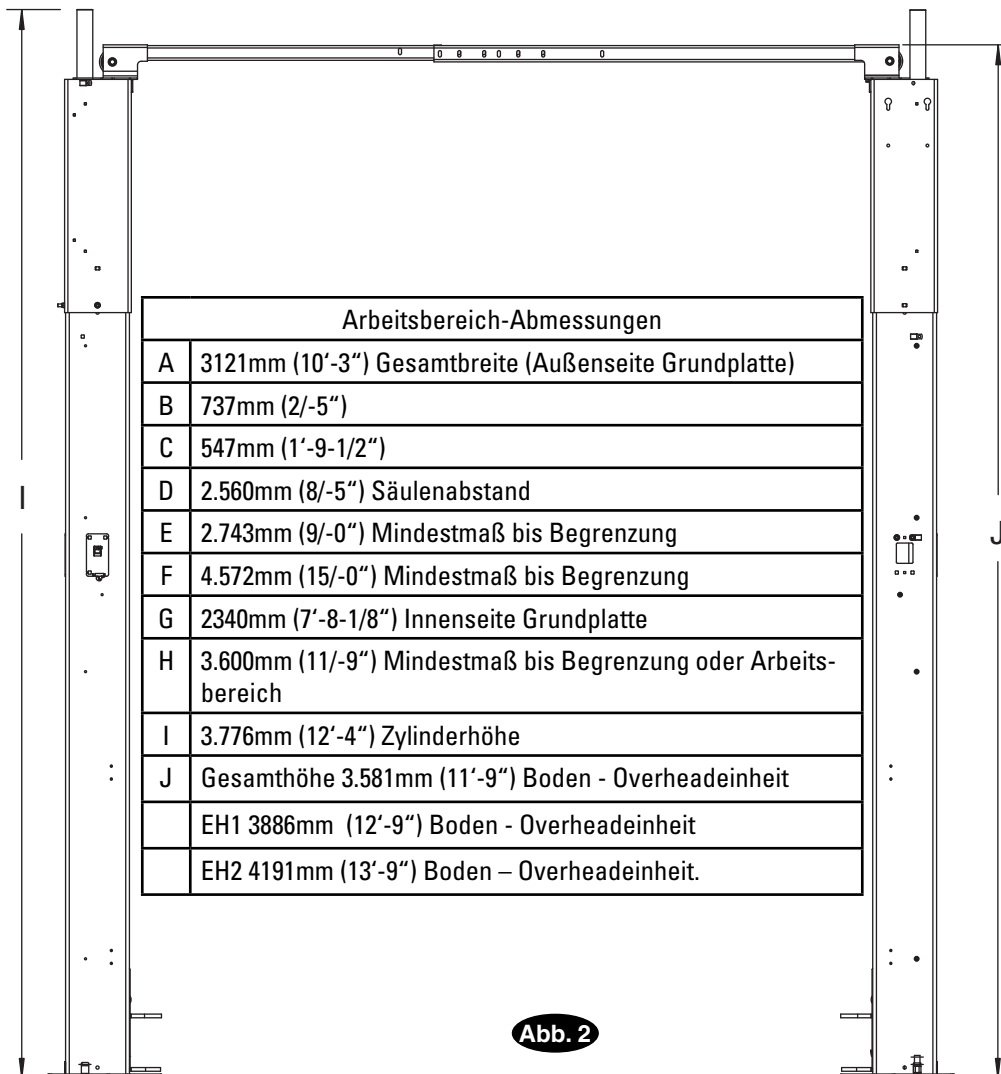 Arbeitsbereich-Abmessungen
A 3121mm (10‘-3“) Gesamtbreite (Außenseite Grundplatte)
B 737mm (2/-5“)
C 547mm (1‘-9-1/2“)
D 2.560mm (8/-5“) Säulenabstand
E 2.743mm (9/-0“) Mindestmaß bis Begrenzung
F 4.572mm (15/-0“) Mindestmaß bis Begrenzung
G 2340mm (7‘-8-1/8“) Innenseite Grundplatte
H 3.600mm (11/-9“) Mindestmaß bis Begrenzung oder Arbeits-
bereich
I 3.776mm (12‘-4“) Zylinderhöhe
J Gesamthöhe 3.581mm (11‘-9“) Boden - Overheadeinheit
EH1 3886mm (12‘-9“) Boden - Overheadeinheit
EH2 4191mm (13‘-9“) Boden – Overheadeinheit.
I
J
Abb. 2